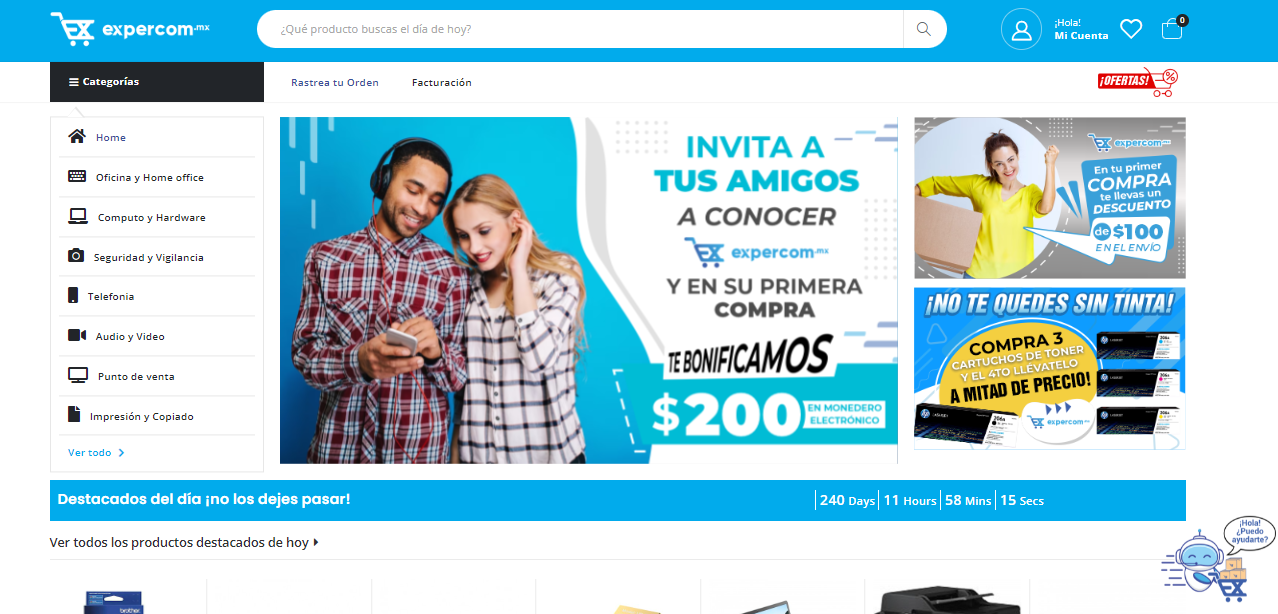 expercom.mx
¿Qué producto buscas el día de hoy?
¡Hola!
Mi Cuenta
0
Categorías
Rastrea tu Orden
Facturación
¡OFERTAS!
%
Home
Oficina y Home office
Computo y Hardware
Seguridad y Vigilancia
Telefonia
Audio y Video
Punto de venta
Impresión y Copiado
Ver todo
INVITA A
TUS AMIGOS
A CONOCER
expercom.mx
Y EN SU PRIMERA
COMPRA
TE BONIFICAMOS
$200
EN MONEDERO
ELECTRÓNICO
expercom.mx
En tu primer
COMPRA
te llevas un
DESCUENTO
de $100
EN EL ENVÍO
¡NO TE QUEDES SIN TINTA!
COMPRA 3
CARTUCHOS DE TONER
Y EL 4TO LLÉVATELO
A MITAD DE PRECIO!
expercom.mx
Destacados del día ¡no los dejes pasar!
240 Days 11 Hours 58 Mins 15 Secs
Ver todos los productos destacados de hoy
¡Hola!
¿Puedo
ayudarte?
brother